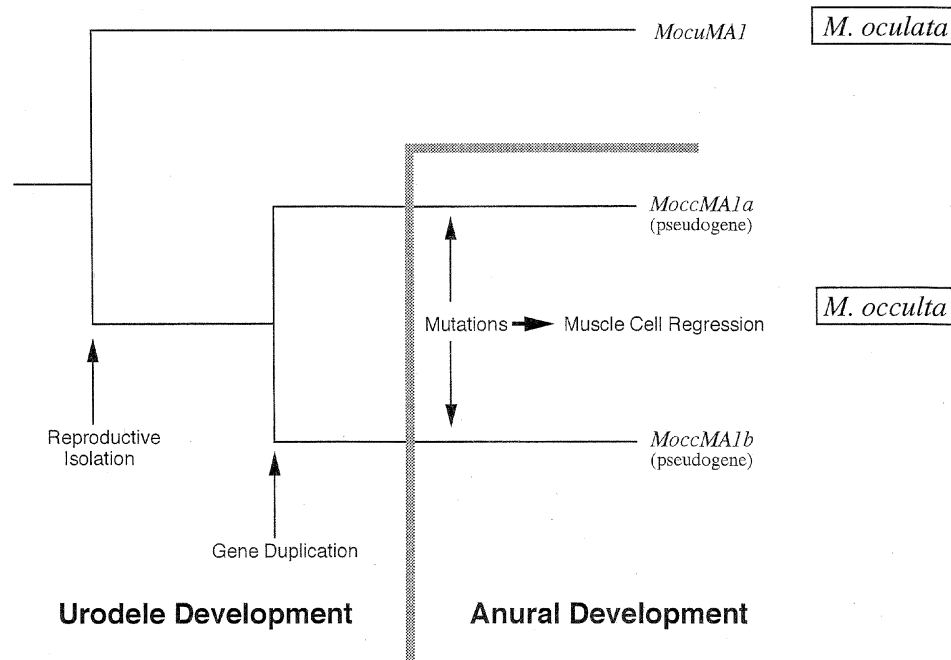 MocuMA1
M. oculata
MoccMA1a
(pseudogene)
Mutations
Muscle Cell Regression
M. occulta
Reproductive
Isolation
MoccMA1b
(pseudogene)
Gene Duplication
Urodele Development
Anural Development